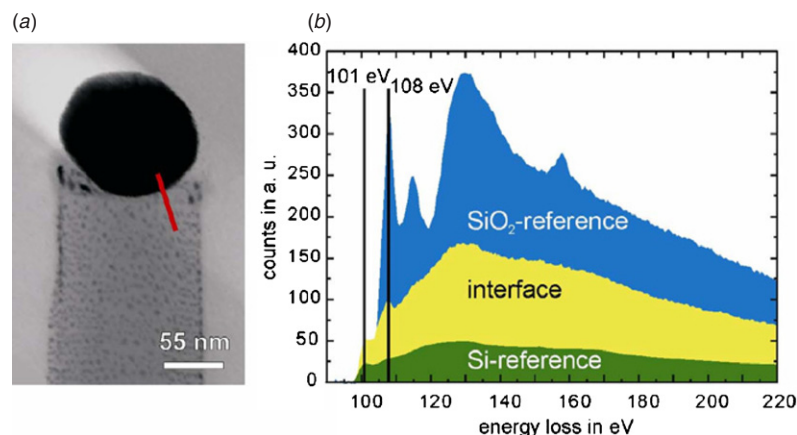 (a)
55 nm
(b)
counts in a. u.
400
350
300
250
200
150
100
50
0
101 eV
108 eV
SiO₂-reference
interface
Si-reference
100 120 140 160 180 200 220
energy loss in eV